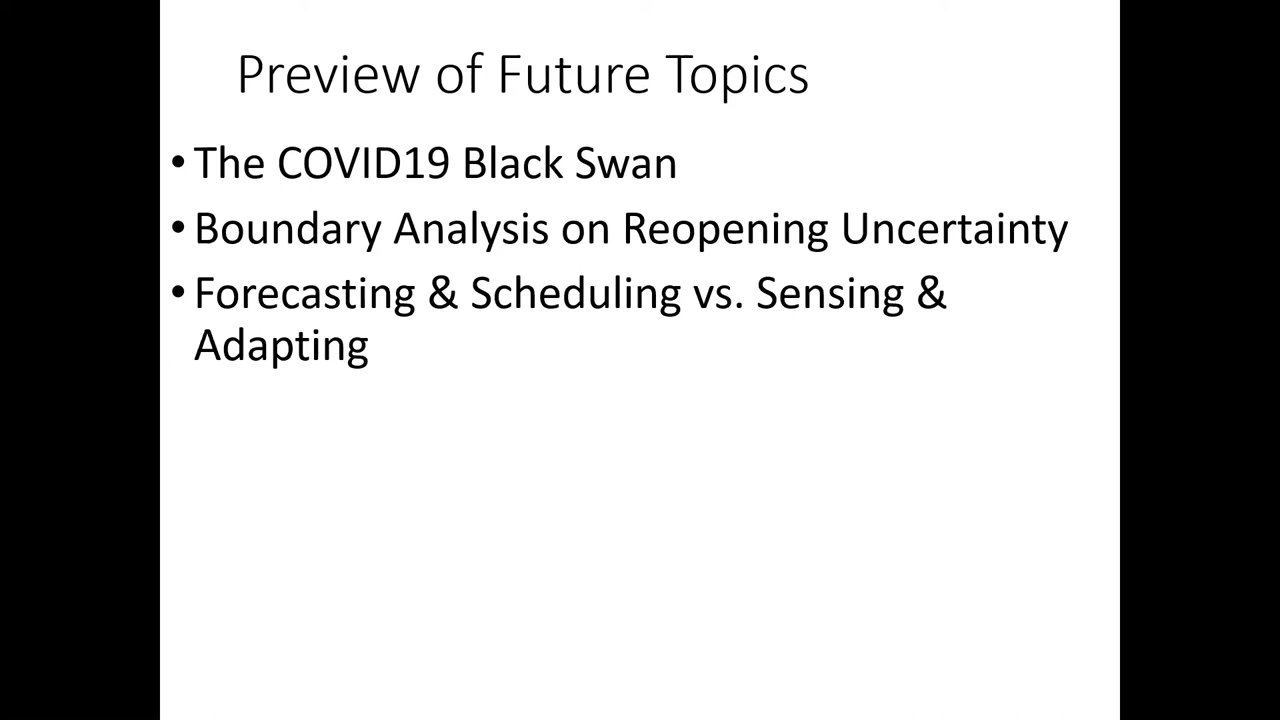 Preview of Future Topics
• The COVID19 Black Swan
• Boundary Analysis on Reopening Uncertainty
• Forecasting & Scheduling vs. Sensing &
Adapting